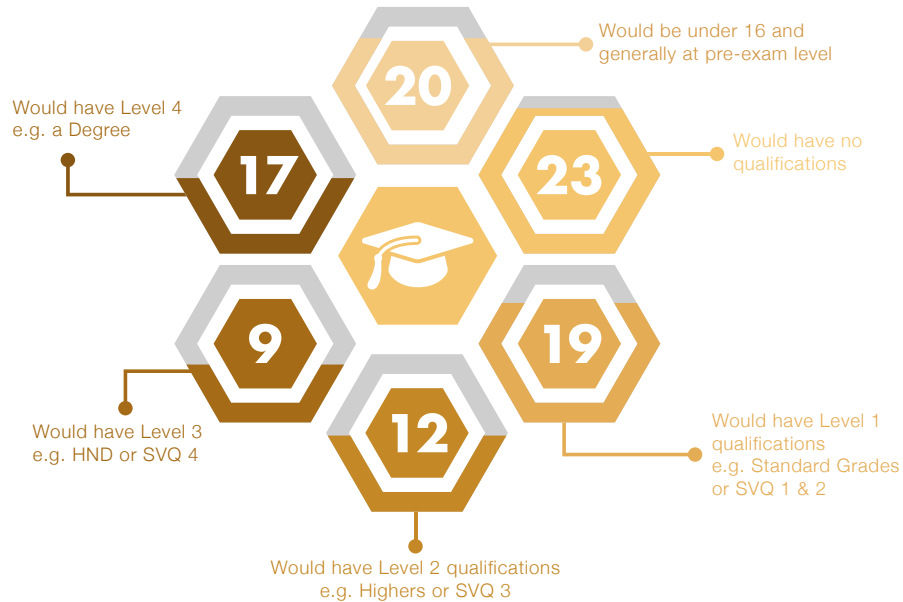 20
Would be under 16 and
generally at pre-exam level
23
Would have no
qualifications
19
Would have Level 1
qualifications
e.g. Standard Grades
or SVQ 1 & 2
12
Would have Level 2 qualifications
e.g. Highers or SVQ 3
9
Would have Level 3
e.g. HND or SVQ 4
17
Would have Level 4
e.g. a Degree